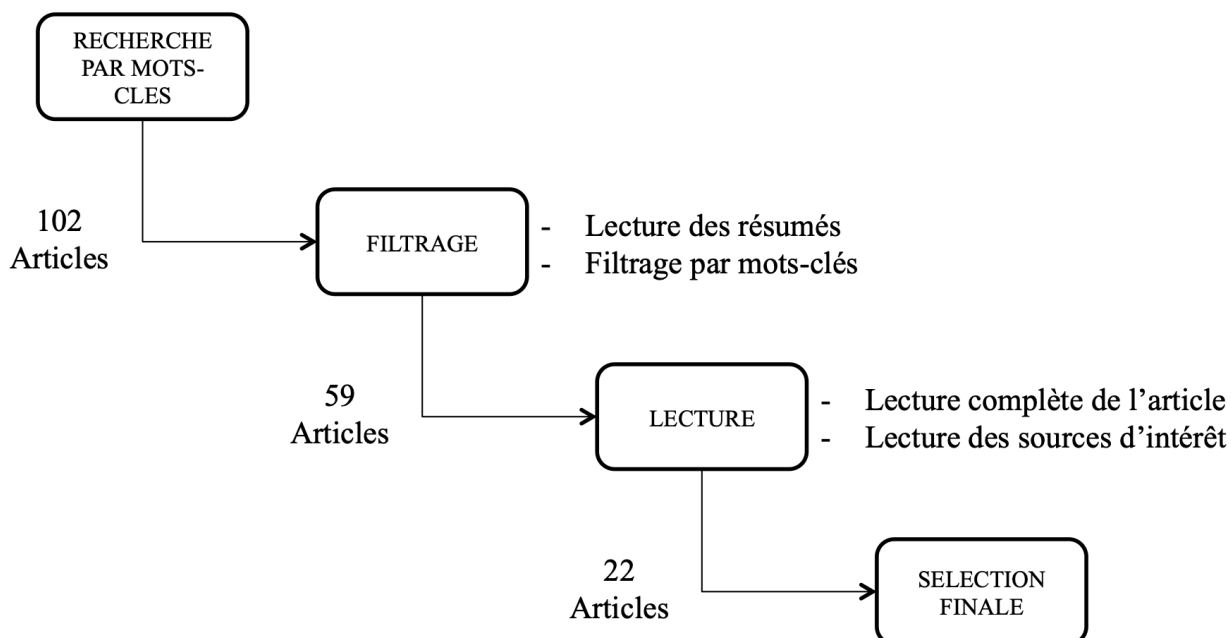 RECHERCHE
PAR MOTS-
CLES
102
Articles
FILTRAGE
- Lecture des résumés
- Filtrage par mots-clés
59
Articles
LECTURE
- Lecture complète de l’article
- Lecture des sources d’intérêt
22
Articles
SELECTION
FINALE